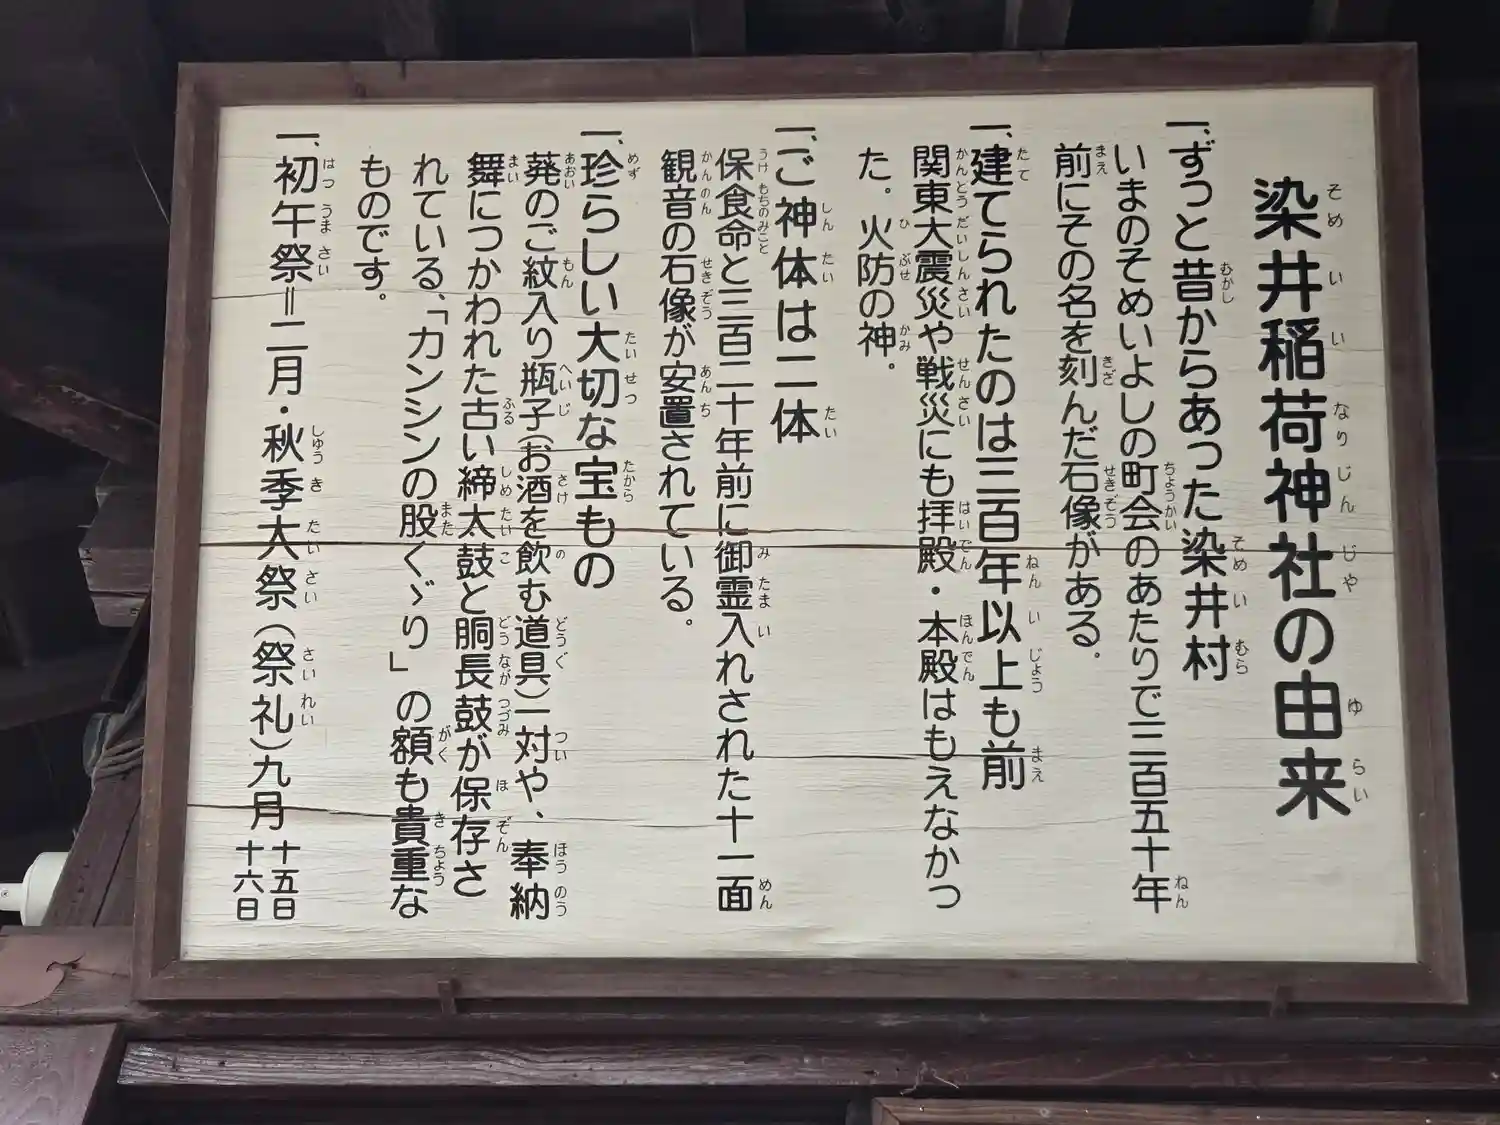 染井稲荷神社の由来
一、ずっと昔からあった染井村
いまのそめいよしの町会のあたりで三百五十年
前にその名を刻んだ石像がある。
一、建てられたのは三百年以上も前
関東大震災や戦災にも拝殿・本殿はもえなかっ
た。火防の神。
一、ご神体は二体
保食命と三百二十年前に御霊入れされた十一面
観音の石像が安置されている。
一、珍らしい大切な宝もの
葵のご紋入り瓶子(お酒を飲む道具)一対や、奉納
舞につかわれた古い締太鼓と胴長鼓が保存さ
れている、「カンシンの股くゞり」の額も貴重な
ものです。
一、初午祭=二月・秋季大祭(祭礼)九月 十五日
十六日